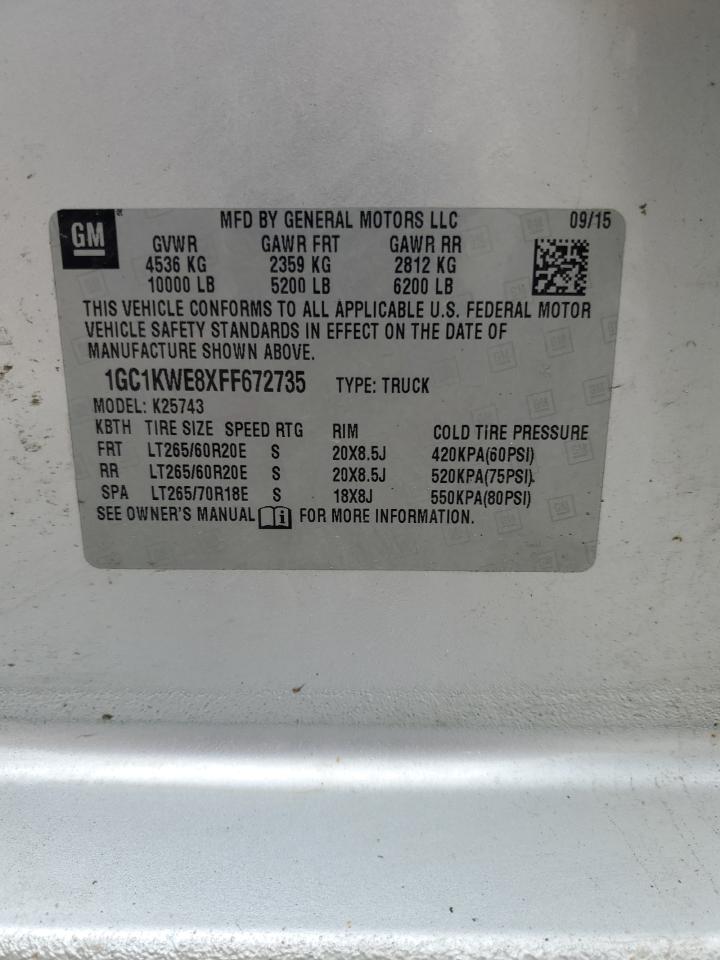 GM
MFD BY GENERAL MOTORS LLC 09/15
GVWR GAWR FRT GAWR RR
4536 KG 2359 KG 2812 KG
10000 LB 5200 LB 6200 LB
THIS VEHICLE CONFORMS TO ALL APPLICABLE U.S. FEDERAL MOTOR
VEHICLE SAFETY STANDARDS IN EFFECT ON THE DATE OF
MANUFACTURE SHOWN ABOVE.
1GC1KWE8XFF672735 TYPE: TRUCK
MODEL: K25743
KBTH TIRE SIZE SPEED RTG RIM COLD TIRE PRESSURE
FRT LT265/60R20E S 20X8.5J 420KPA(60PSI)
RR LT265/60R20E S 20X8.5J 520KPA(75PSI)
SPA LT265/70R18E S 18X8J 550KPA(80PSI)
SEE OWNER'S MANUAL i FOR MORE INFORMATION.